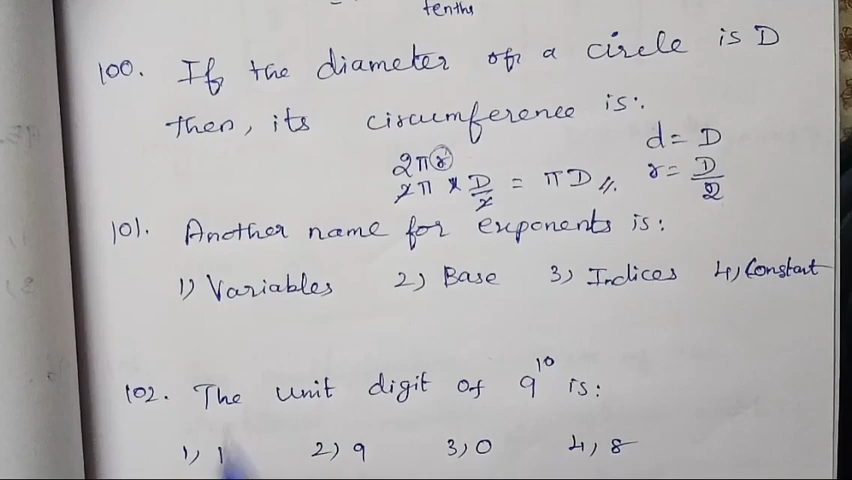 tenths
100. If the diameter of a circle is D
then, its circumference is:
d = D
2πr
2π × D/2 = πD //.
r = D/2
101. Another name for exponents is:
1) Variables 2) Base 3) Indices 4) Constant
102. The unit digit of 9^10 is:
1) 1 2) 9 3) 0 4) 8